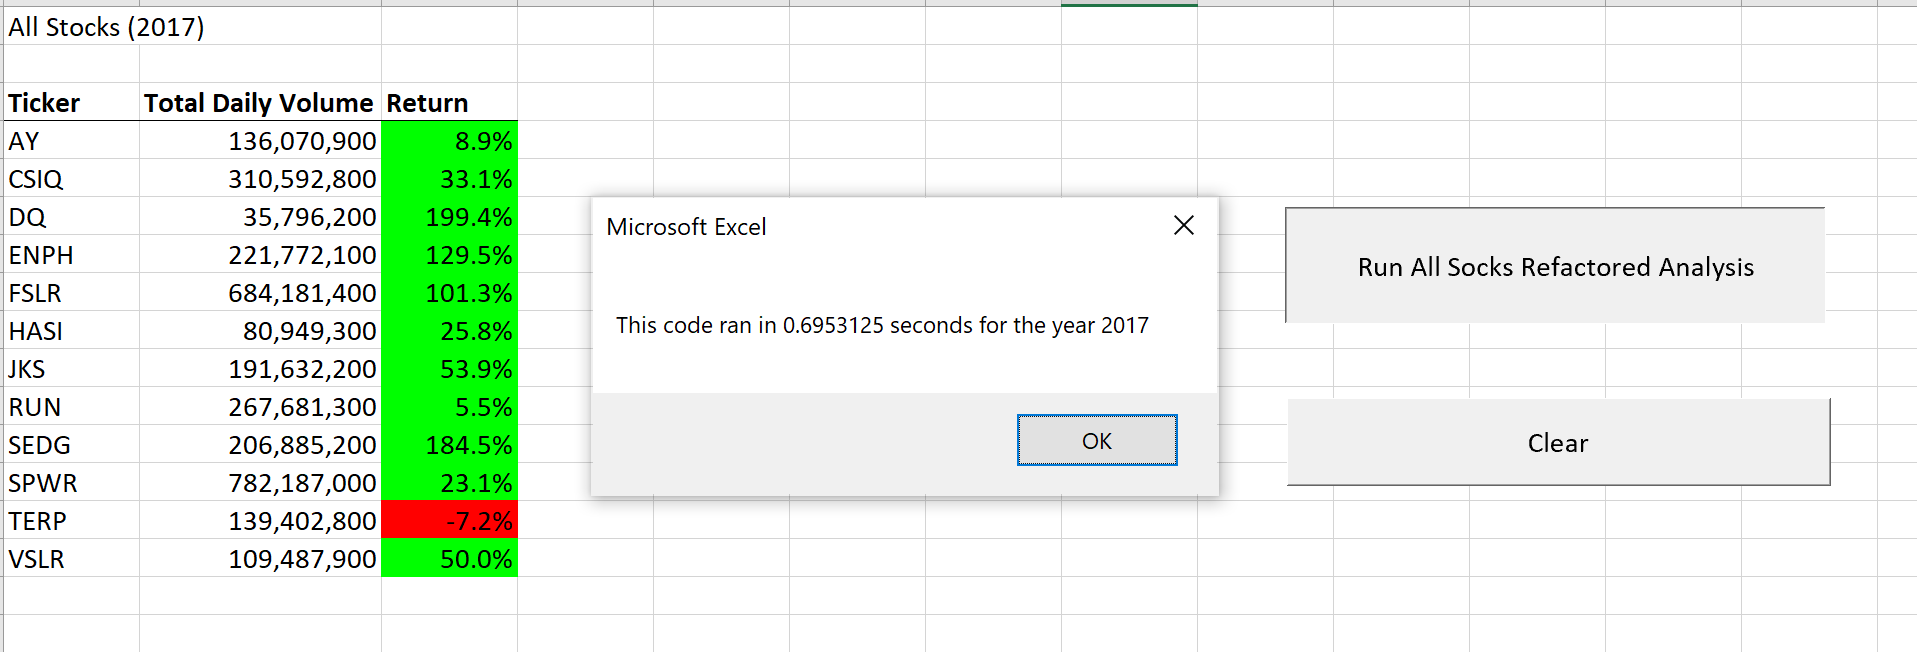 All Stocks (2017)
Ticker Total Daily Volume Return
AY 136,070,900 8.9%
CSIQ 310,592,800 33.1%
DQ 35,796,200 199.4%
ENPH 221,772,100 129.5%
FSLR 684,181,400 101.3%
HASI 80,949,300 25.8%
JKS 191,632,200 53.9%
RUN 267,681,300 5.5%
SEDG 206,885,200 184.5%
SPWR 782,187,000 23.1%
TERP 139,402,800 -7.2%
VSLR 109,487,900 50.0%
Microsoft Excel
This code ran in 0.6953125 seconds for the year 2017
OK
Run All Socks Refactored Analysis
Clear